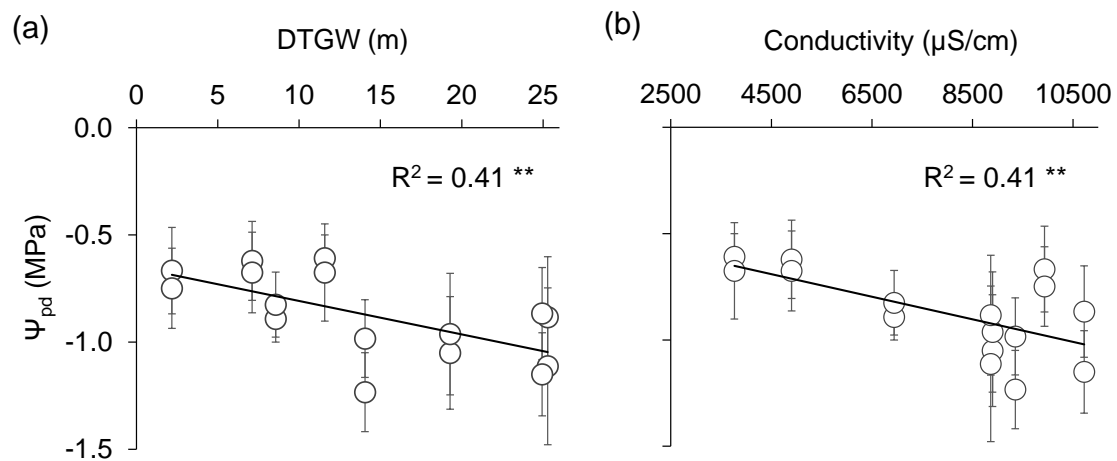 (a)
DTGW (m)
0 5 10 15 20 25
0.0
-0.5
-1.0
-1.5
Ψpd (MPa)
R² = 0.41 **
(b)
Conductivity (µS/cm)
2500 4500 6500 8500 10500
R² = 0.41 **